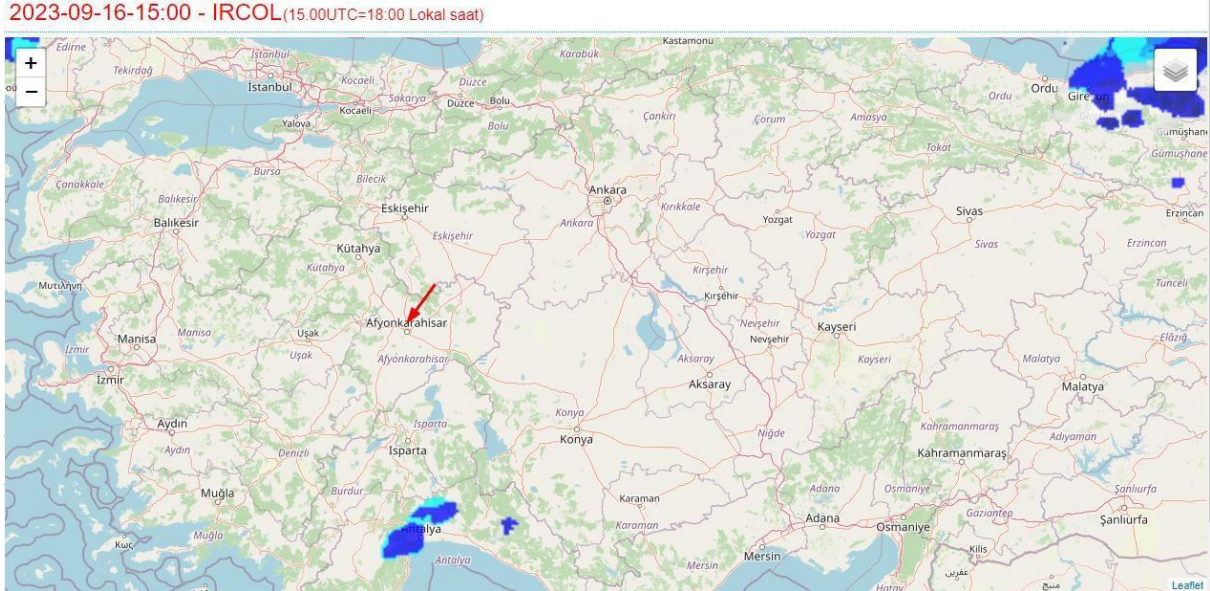 2023-09-16-15:00 - IRCOL(15.00UTC=18:00 Lokal saat)
Kastamonu
Edirne
İstanbul
Karabük
+
Tekirdağ
İstanbul
Kocaeli
Düzce
Ordu
−
Sakarya
Düzce
Bolu
Ordu
Kocaeli
Çankırı
Çorum
Amasya
Yalova
Bolu
Gümüşhane
Tokat
Bursa
Bilecik
Çanakkale
Ankara
Balıkesir
Eskişehir
Kırıkkale
Sivas
Erzincan
Balıkesir
Ankara
Yozgat
Eskişehir
Yozgat
Sivas
Erzincan
Kütahya
Kütahya
Kırşehir
Tunceli
Μυτιλήνη
Kırşehir
Afyonkarahisar
Nevşehir
Kayseri
Manisa
Manisa
Uşak
Nevşehir
Elâzığ
İzmir
Uşak
Afyonkarahisar
Aksaray
Kayseri
Malatya
İzmir
Aksaray
Malatya
Konya
Aydın
Isparta
Kahramanmaraş
Niğde
Adıyaman
Konya
Aydın
Denizli
Isparta
Kahramanmaraş
Muğla
Burdur
Karaman
Adana
Osmaniye
Şanlıurfa
Gaziantep
Adana
Şanlıurfa
Antalya
Karaman
Osmaniye
Muğla
Κως
Kilis
Antalya
Mersin
Mersin
عفرين
منبج
Hatay
Leaflet